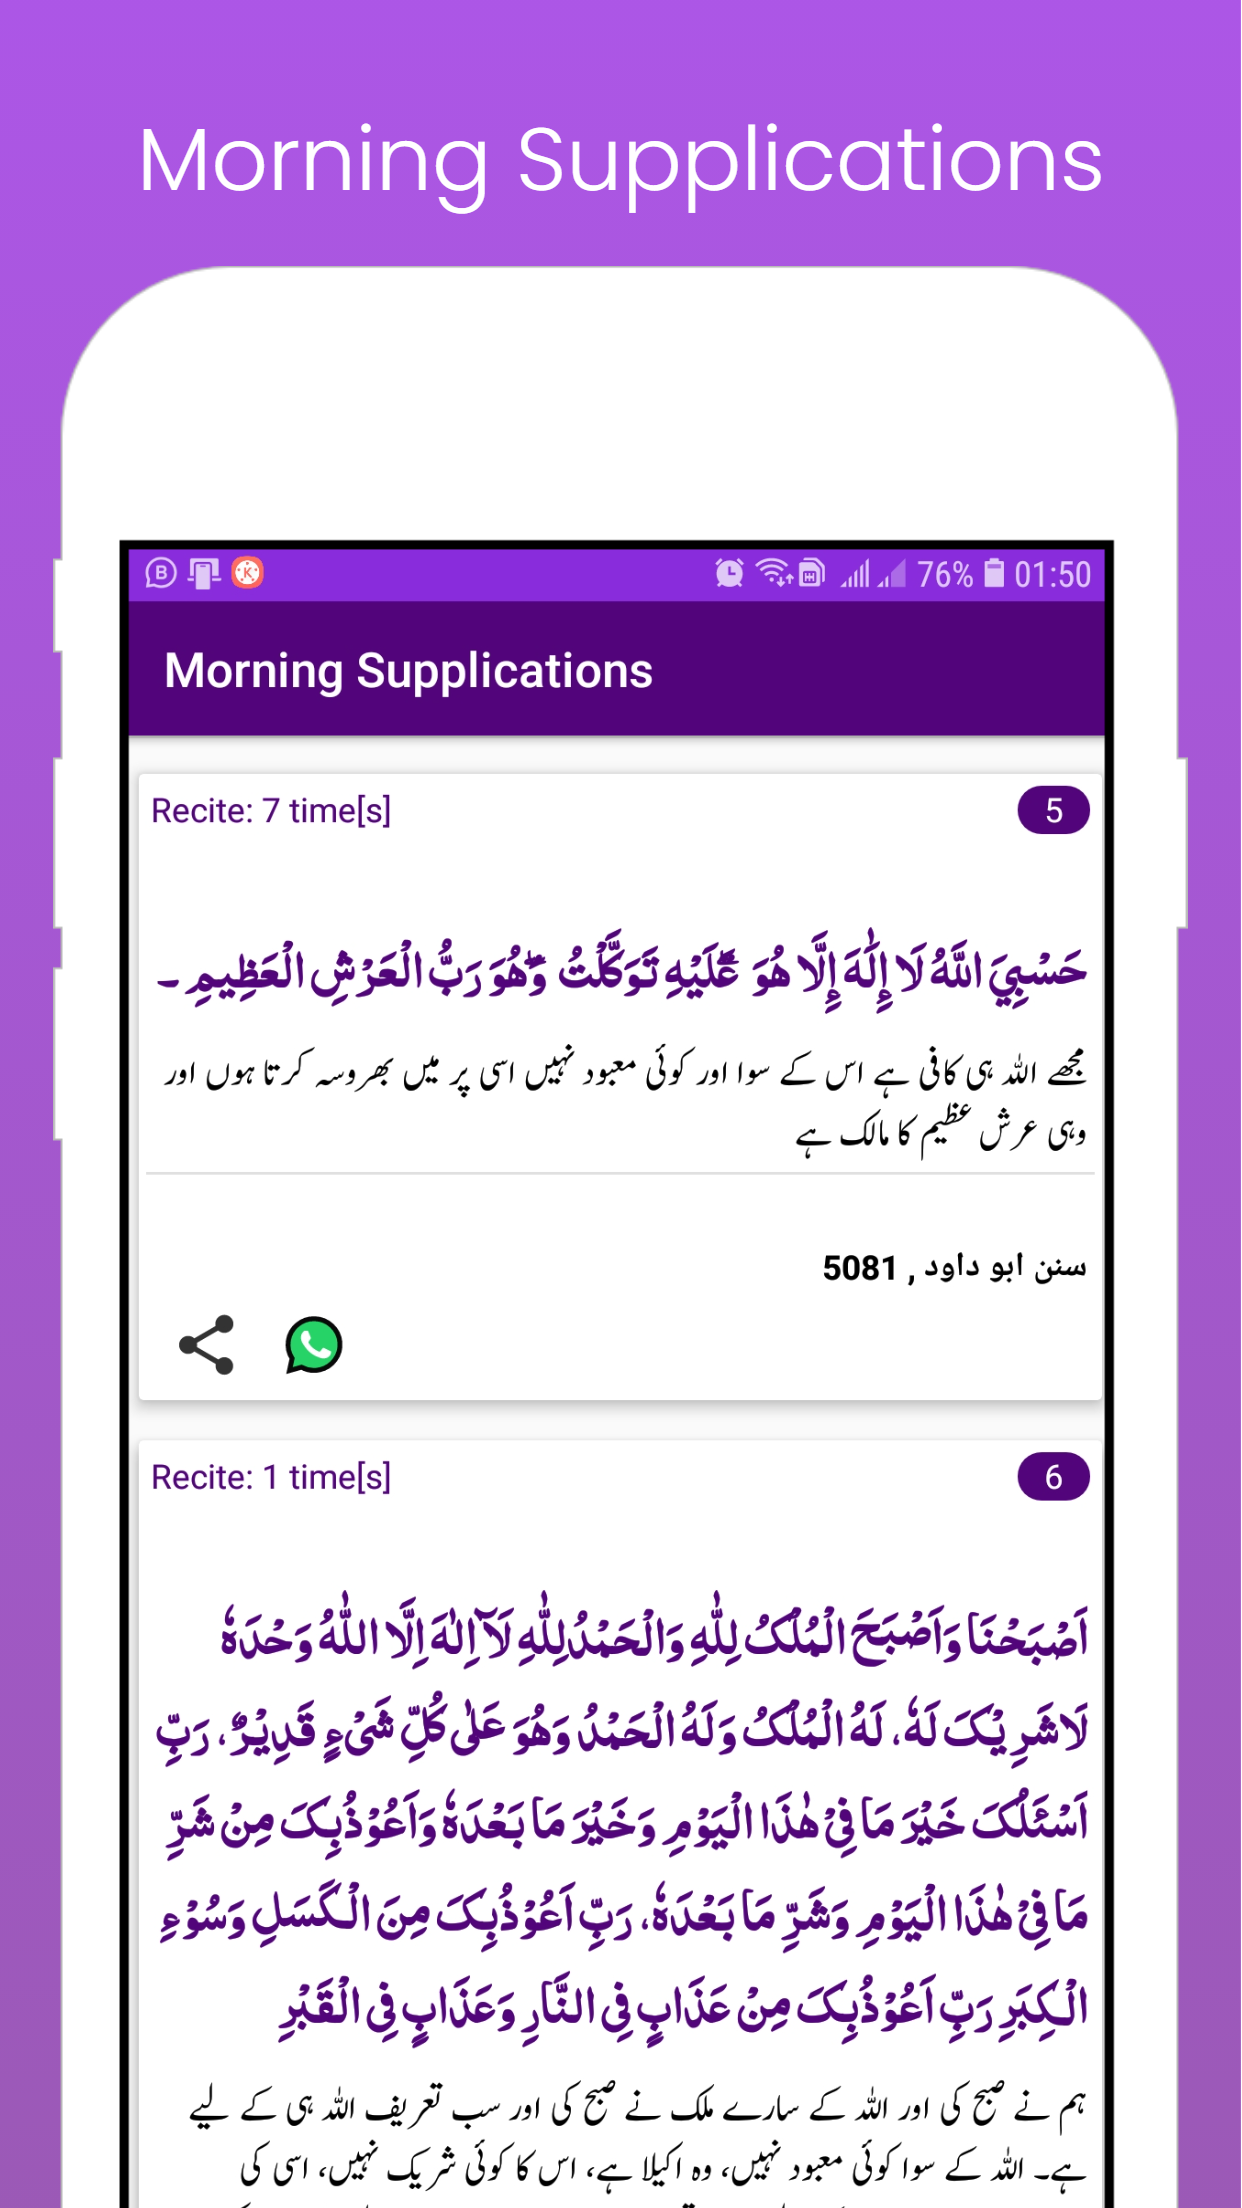 Morning Supplications
76% 01:50
Morning Supplications
Recite: 7 time[s]
5
حَسْبِيَ اللَّهُ لَا إِلَٰهَ إِلَّا هُوَ عَلَيْهِ تَوَكَّلْتُ وَهُوَ رَبُّ الْعَرْشِ الْعَظِيمِ ۔
مجھے اللہ ہی کافی ہے اس کے سوا اور کوئی معبود نہیں اسی پر میں بھروسہ کرتا ہوں اور
وہی عرش عظیم کا مالک ہے
سنن ابو داود , 5081
Recite: 1 time[s]
6
اَصْبَحْنَا وَاَصْبَحَ الْمُلْکُ لِلّٰہِ وَالْحَمْدُلِلّٰہِ لَآ اِلٰہَ اِلَّا اللّٰہُ وَحْدَہٗ
لَا شَرِیْکَ لَہٗ، لَہُ الْمُلْکُ وَلَہُ الْحَمْدُ وَھُوَ عَلٰی کُلِّ شَیْءٍ قَدِیْرٌ، رَبِّ
اَسْئَلُکَ خَیْرَ مَا فِیْ ھٰذَا الْیَوْمِ وَخَیْرَ مَا بَعْدَہٗ وَاَعُوْذُبِکَ مِنْ شَرِّ
مَا فِیْ ھٰذَا الْیَوْمِ وَشَرِّ مَا بَعْدَہٗ، رَبِّ اَعُوْذُبِکَ مِنَ الْکَسَلِ وَسُوْءِ
الْکِبَرِ رَبِّ اَعُوْذُبِکَ مِنْ عَذَابٍ فِی النَّارِ وَعَذَابٍ فِی الْقَبْرِ
ہم نے صبح کی اور اللہ کے سارے ملک نے صبح کی اور سب تعریف اللہ ہی کے لیے
ہے۔ اللہ کے سوا کوئی معبود نہیں، وہ اکیلا ہے، اس کا کوئی شریک نہیں، اسی کی